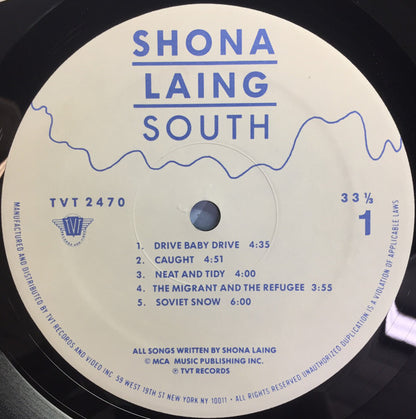 SHONA
LAING
SOUTH
TVT 2470
33 ⅓
TVT
1
1. DRIVE BABY DRIVE 4:35
2. CAUGHT 4:51
3. NEAT AND TIDY 4:00
4. THE MIGRANT AND THE REFUGEE 3:55
5. SOVIET SNOW 6:00
ALL SONGS WRITTEN BY SHONA LAING
© MCA MUSIC PUBLISHING INC.
℗ TVT RECORDS
MANUFACTURED AND DISTRIBUTED BY TVT RECORDS AND VIDEO INC 59 WEST 19TH ST NEW YORK NY 10011 • ALL RIGHTS RESERVED UNAUTHORIZED DUPLICATION IS A VIOLATION OF APPLICABLE LAWS